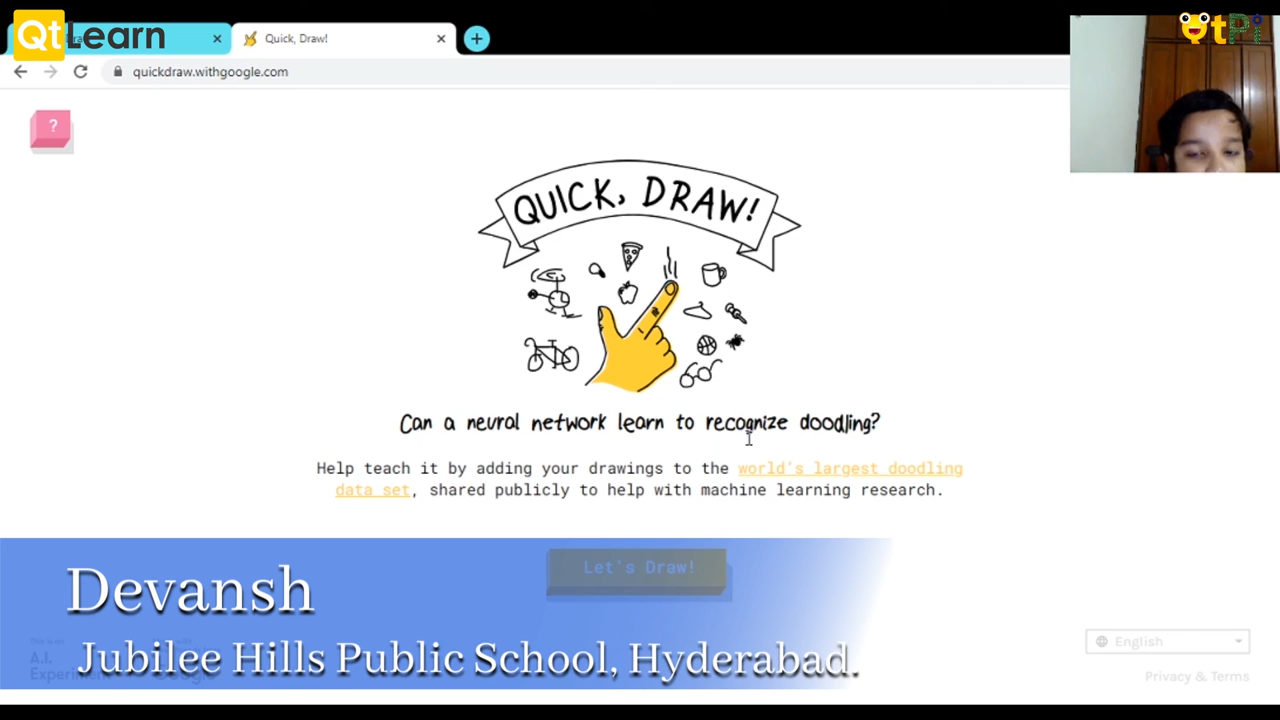 QtLearn
Quick, Draw!
QtPi
quickdraw.withgoogle.com
?
QUICK, DRAW!
Can a neural network learn to recognize doodling?
Help teach it by adding your drawings to the world's largest doodling
data set, shared publicly to help with machine learning research.
Let's Draw!
Devansh
Jubilee Hills Public School, Hyderabad.
A.I.
Experiment
English
Privacy & Terms